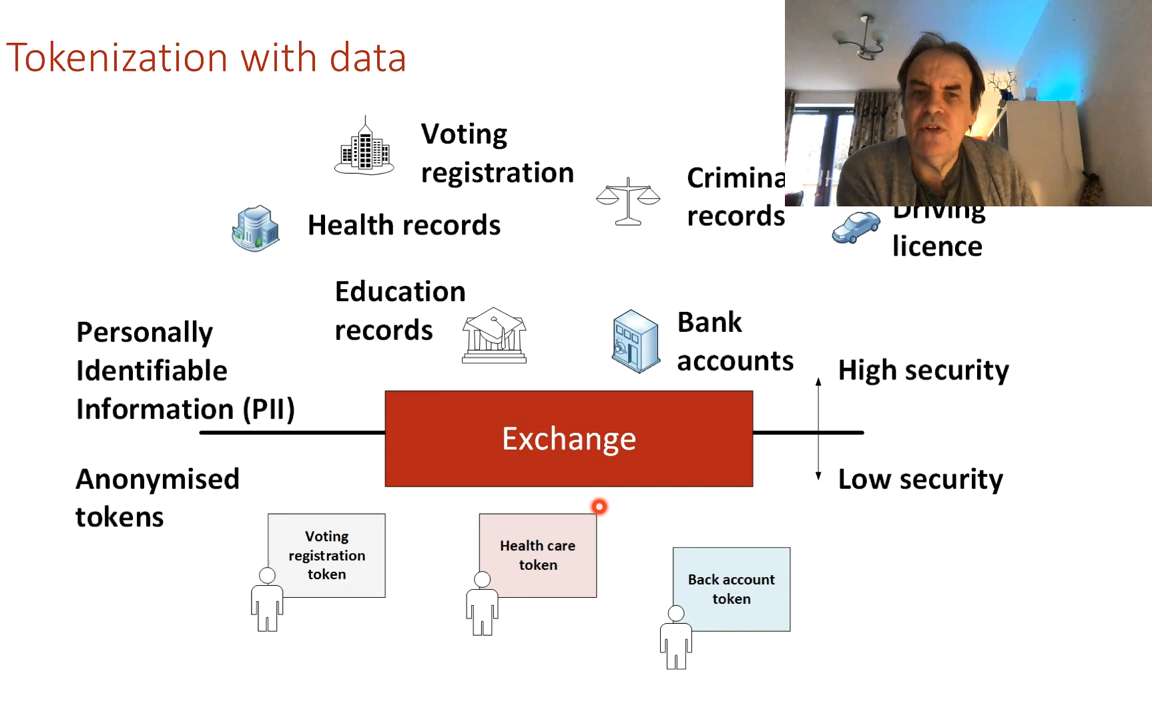 Tokenization with data
Voting
registration
Crimina
records
Driving
licence
Health records
Education
records
Bank
accounts
Personally
Identifiable
Information (PII)
High security
Exchange
Anonymised
tokens
Low security
Voting
registration
token
Health care
token
Back account
token